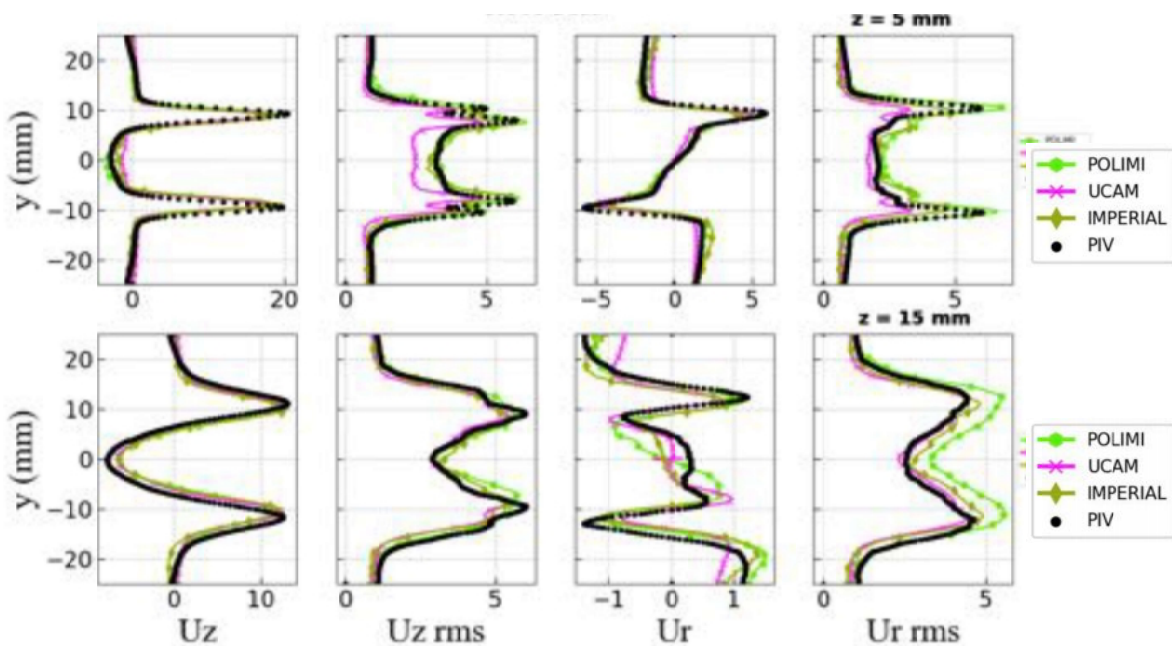 z = 5 mm
20
10
0
−10
−20
y (mm)
0 20
0 5
−5 0 5
0 5
POLIMI
UCAM
IMPERIAL
PIV
z = 15 mm
20
10
0
−10
−20
y (mm)
0 10
0 5
−1 0 1
0 5
Uz
Uz rms
Ur
Ur rms
POLIMI
UCAM
IMPERIAL
PIV